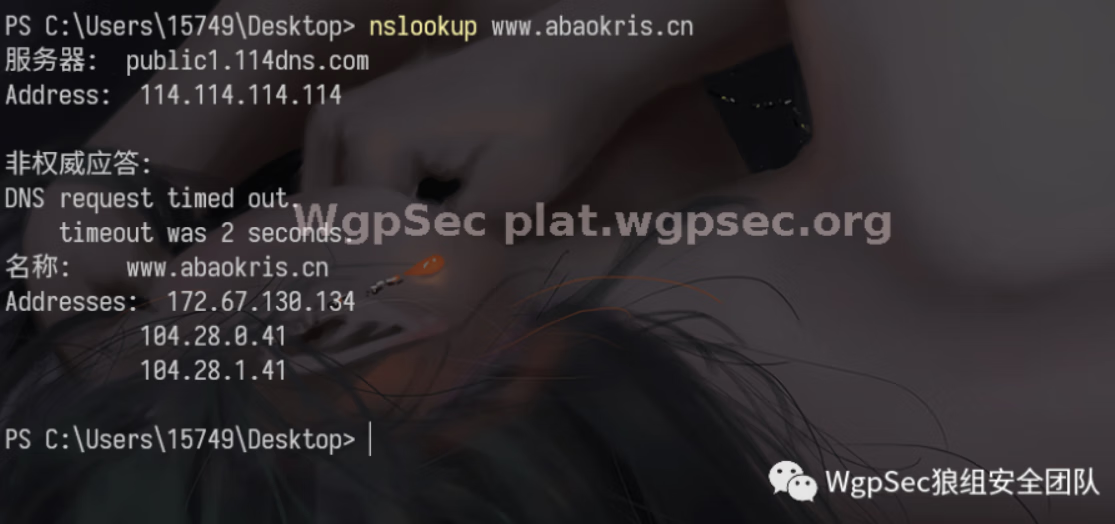 PS C:\Users\15749\Desktop> nslookup www.abaokris.cn
服务器:  public1.114dns.com
Address:  114.114.114.114
非权威应答:
DNS request timed out.
    timeout was 2 seconds.
WgpSec plat.wgpsec.org
名称:    www.abaokris.cn
Addresses:  172.67.130.134
          104.28.0.41
          104.28.1.41
PS C:\Users\15749\Desktop>
WgpSec狼组安全团队